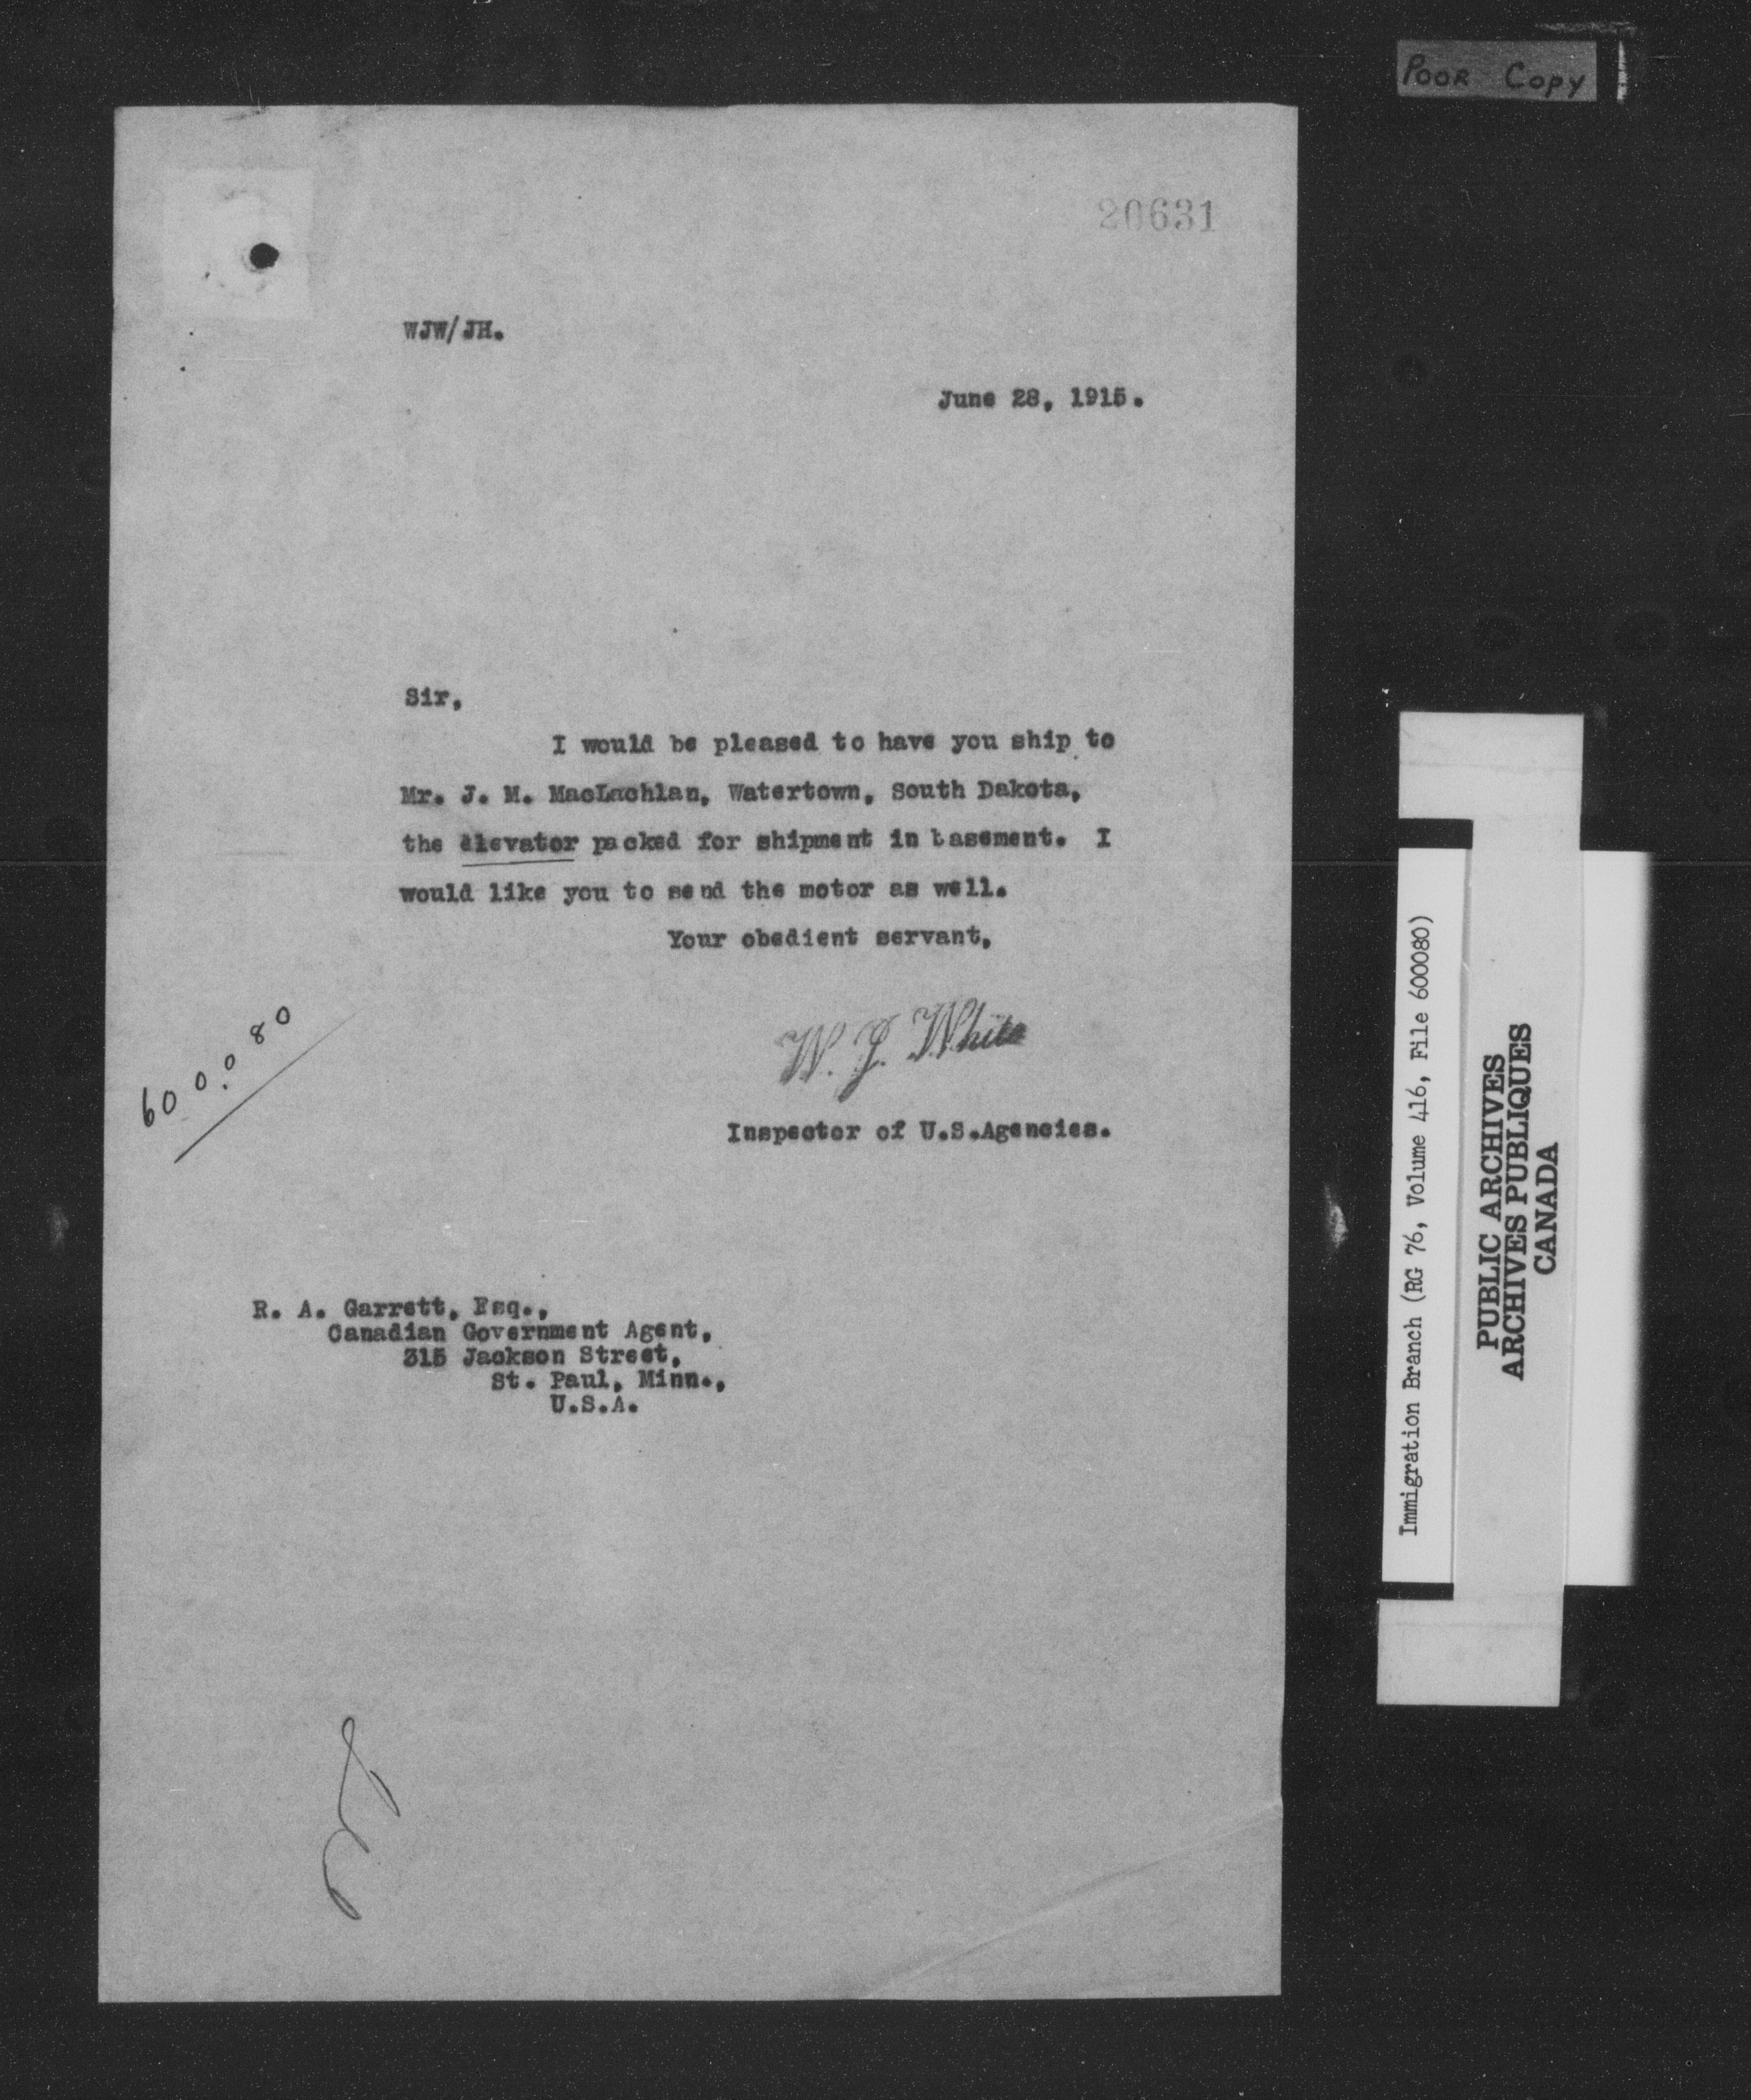 POOR COPY
20631
WJW/JH.
June 28, 1915.
Sir,
I would be pleased to have you ship to
Mr. J. M. MacLachlan, Watertown, South Dakota,
the elevator packed for shipment in basement. I
would like you to send the motor as well.
Your obedient servant,
W. J. White
Inspector of U.S.Agencies.
600.080
R. A. Garrett, Esq.,
Canadian Government Agent,
315 Jackson Street,
St. Paul, Minn.,
U.S.A.
Immigration Branch (RG 76, Volume 416, File 600080)
PUBLIC ARCHIVES
ARCHIVES PUBLIQUES
CANADA